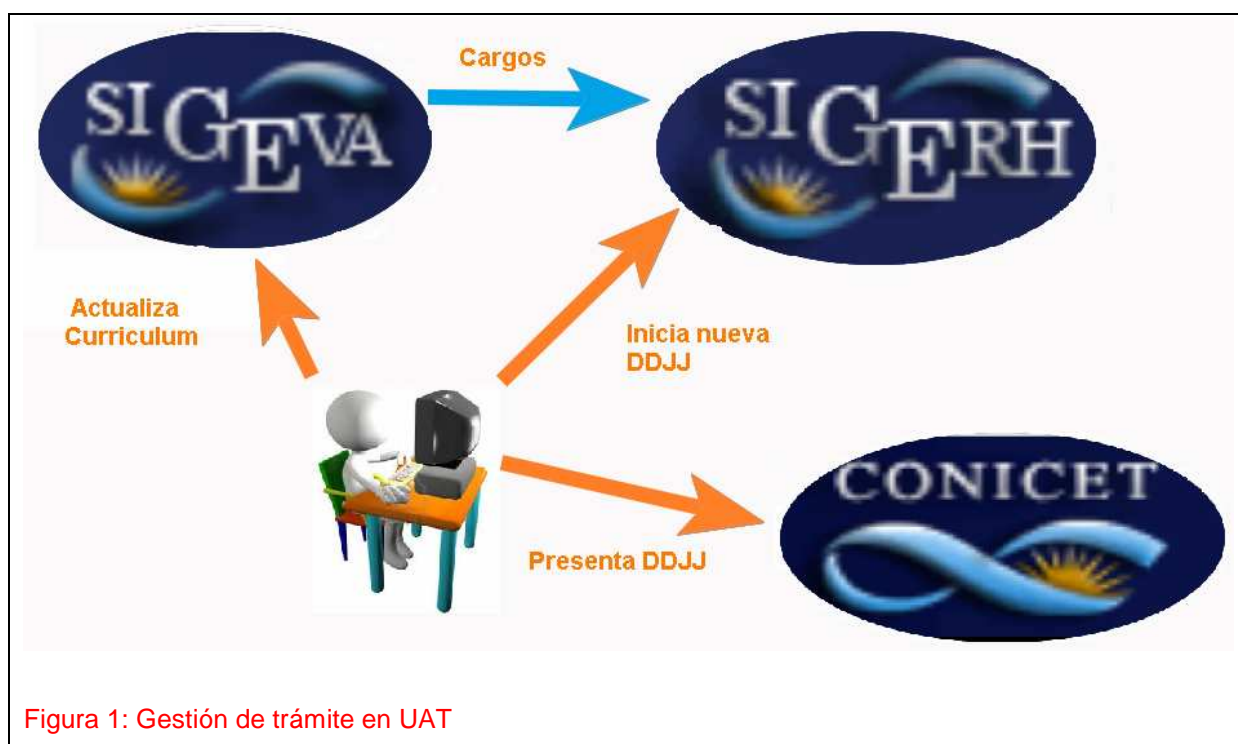 Cargos
SIGEVA
SIGERH
Actualiza
Curriculum
Inicia nueva
DDJJ
CONICET
Presenta DDJJ
Figura 1: Gestión de trámite en UAT